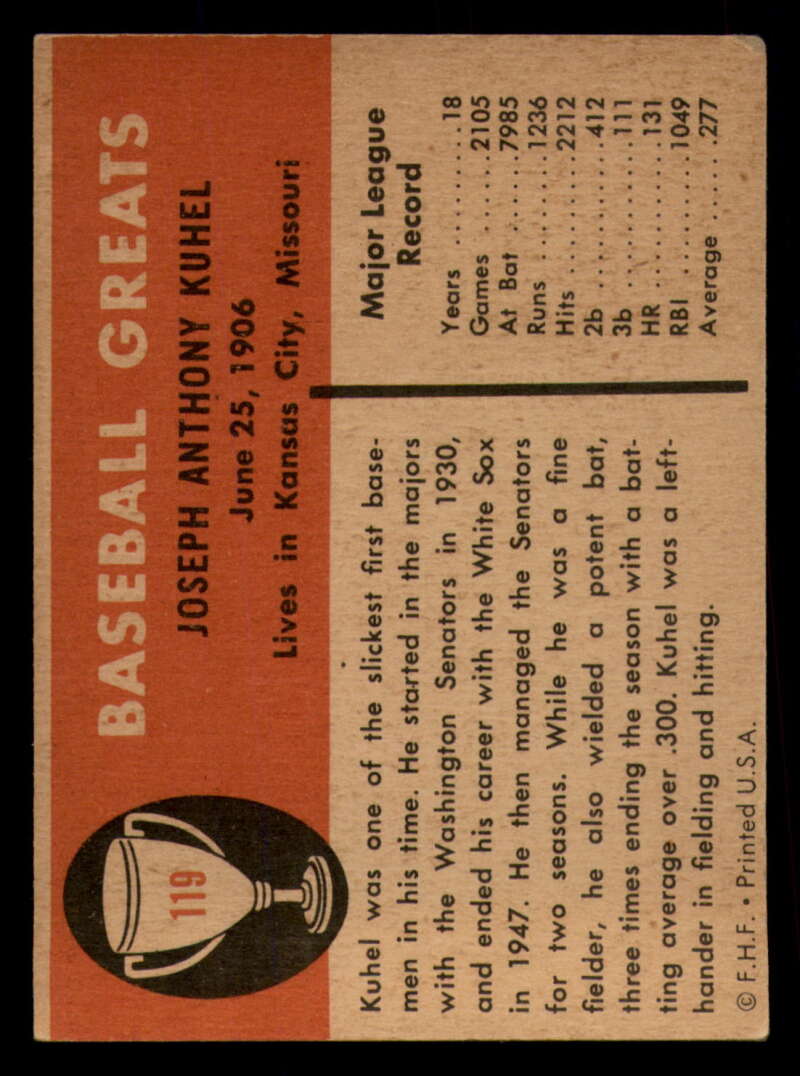 BASEBALL GREATS
119
JOSEPH ANTHONY KUHEL
June 25, 1906
Lives in Kansas City, Missouri
Kuhel was one of the slickest first base-
men in his time. He started in the majors
with the Washington Senators in 1930,
and ended his career with the White Sox
in 1947. He then managed the Senators
for two seasons. While he was a fine
fielder, he also wielded a potent bat,
three times ending the season with a bat-
ting average over .300. Kuhel was a left-
hander in fielding and hitting.
© F.H.F. • Printed U.S.A.
Major League
Record
Years .........18
Games ......2105
At Bat ......7985
Runs ........1236
Hits .........2212
2b ...........412
3b ...........111
HR ..........131
RBI .........1049
Average ......277